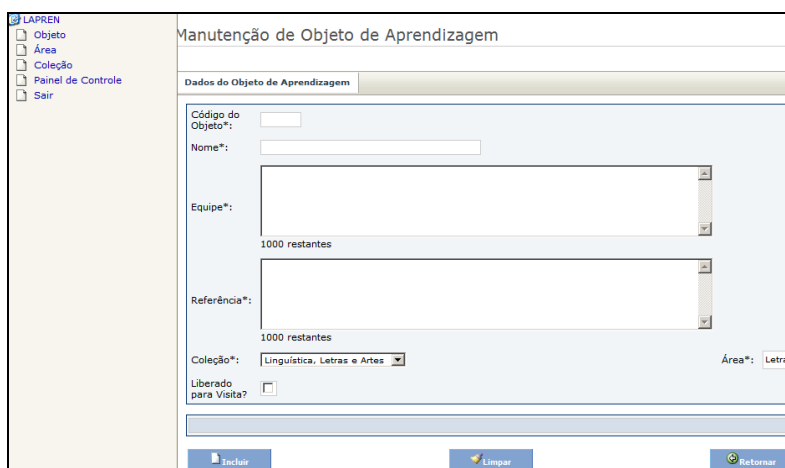 LAPREN
Objeto
Área
Coleção
Painel de Controle
Sair
Manutenção de Objeto de Aprendizagem
Dados do Objeto de Aprendizagem
Código do
Objeto*:
Nome*:
Equipe*:
1000 restantes
Referência*:
1000 restantes
Coleção*: Linguística, Letras e Artes Área*: Letra
Liberado
para Visita?
Incluir Limpar Retornar